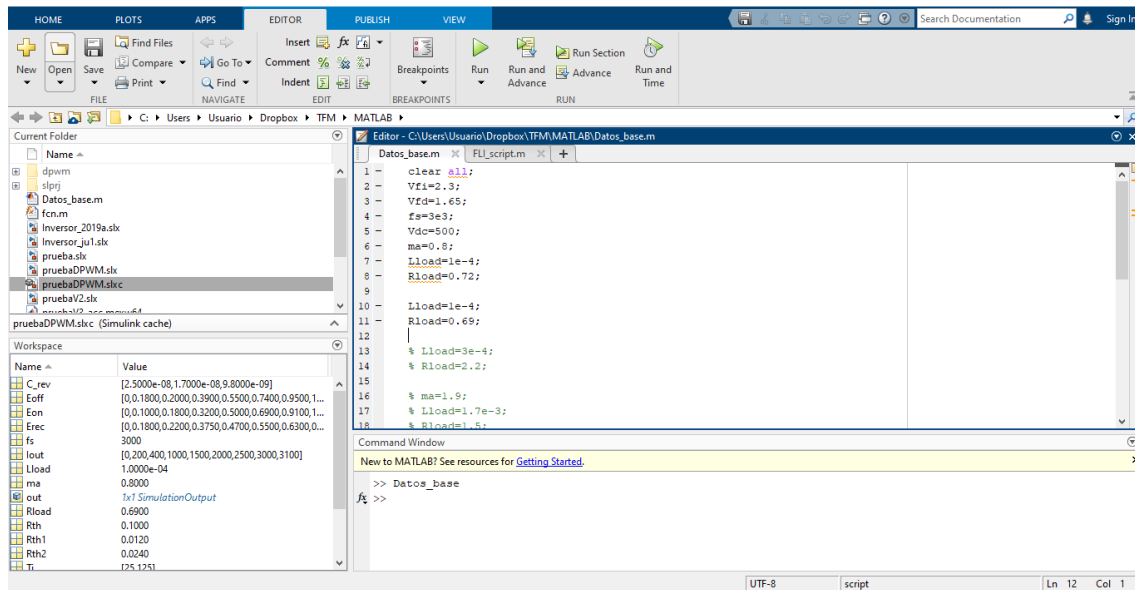 HOME PLOTS APPS EDITOR PUBLISH VIEW Search Documentation Sign In
New Open Save Find Files Compare Print
FILE
Go To Find
NAVIGATE
Insert fx
Comment
Indent
EDIT
Breakpoints
BREAKPOINTS
Run Run and Advance Run Section Advance Run and Time
RUN
C: Users Usuario Dropbox TFM MATLAB
Current Folder
Name
dpwm
slprj
Datos_base.m
fcn.m
Inversor_2019a.slx
Inversor_ju1.slx
prueba.slx
pruebaDPWM.slx
pruebaDPWM.slxc
pruebaV2.slx
pruebaDPWM.slxc (Simulink cache)
Workspace
Name Value
C_rev [2.5000e-08,1.7000e-08,9.8000e-09]
Eoff [0,0.1800,0.2000,0.3900,0.5500,0.7400,0.9500,1...
Eon [0,0.1000,0.1800,0.3200,0.5000,0.6900,0.9100,1...
Erec [0,0.1800,0.2200,0.3750,0.4700,0.5500,0.6300,0...
fs 3000
Iout [0,200,400,1000,1500,2000,2500,3000,3100]
Lload 1.0000e-04
ma 0.8000
out 1x1 SimulationOutput
Rload 0.6900
Rth 0.1000
Rth1 0.0120
Rth2 0.0240
Tj [25,125]
Editor - C:\Users\Usuario\Dropbox\TFM\MATLAB\Datos_base.m
Datos_base.m FLI_script.m +
1 – clear all;
2 – Vfi=2.3;
3 – Vfd=1.65;
4 – fs=3e3;
5 – Vdc=500;
6 – ma=0.8;
7 – Lload=1e-4;
8 – Rload=0.72;
9
10 – Lload=1e-4;
11 – Rload=0.69;
12
13 % Lload=3e-4;
14 % Rload=2.2;
15
16 % ma=1.9;
17 % Lload=1.7e-3;
18 % Rload=1.5;
Command Window
New to MATLAB? See resources for Getting Started.
>> Datos_base
fx >>
UTF-8 script Ln 12 Col 1